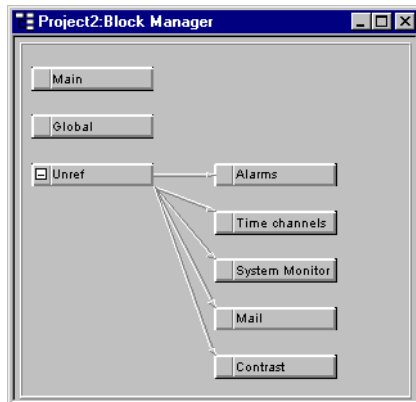 Project2:Block Manager
Main
Global
Unref
Alarms
Time channels
System Monitor
Mail
Contrast